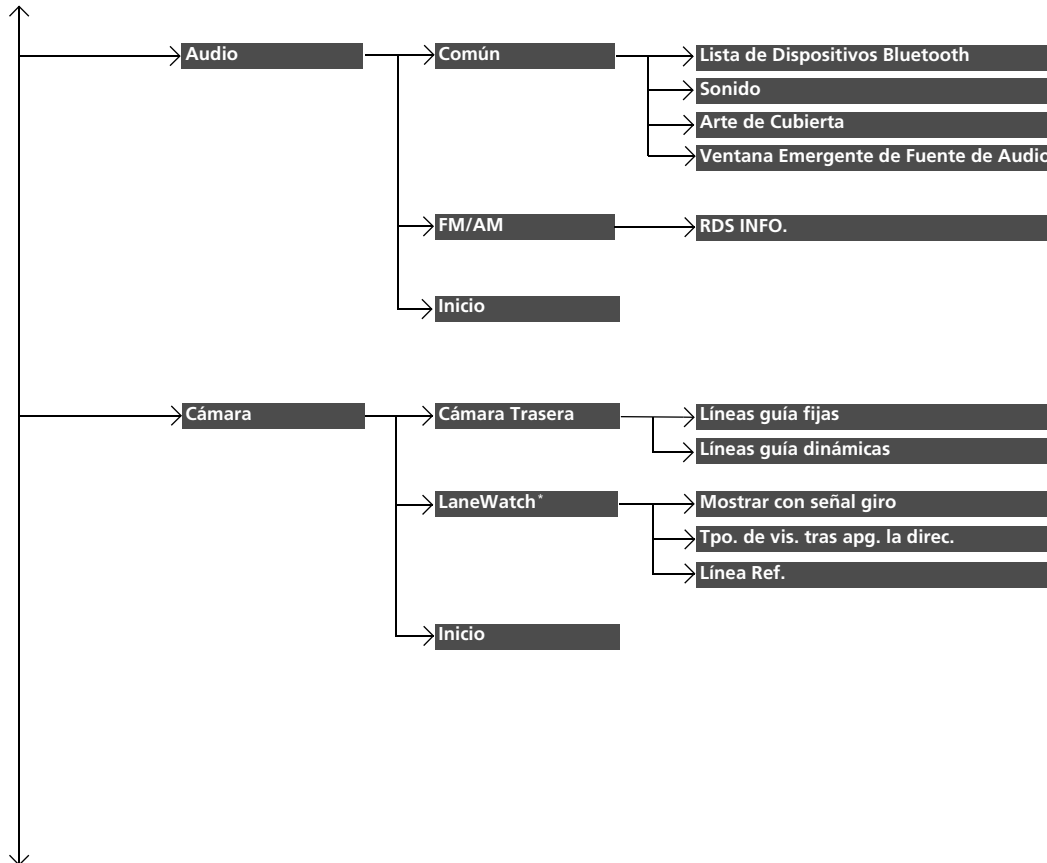 Audio
Común
Lista de Dispositivos Bluetooth
Sonido
Arte de Cubierta
Ventana Emergente de Fuente de Audio
FM/AM
RDS INFO.
Inicio
Cámara
Cámara Trasera
Líneas guía fijas
Líneas guía dinámicas
LaneWatch*
Mostrar con señal giro
Tpo. de vis. tras apg. la direc.
Línea Ref.
Inicio